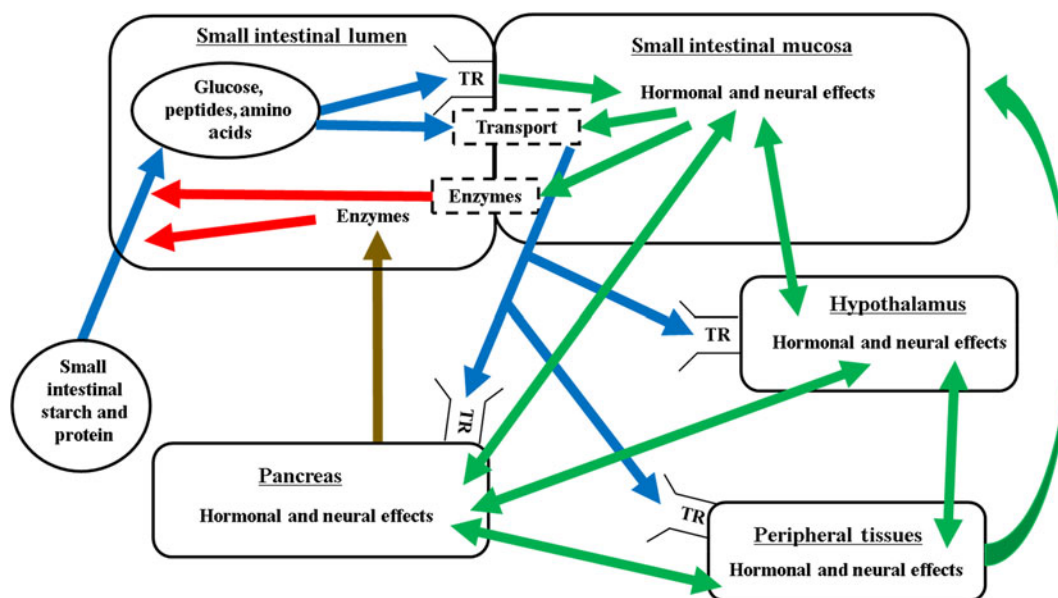 Small intestinal lumen
Small intestinal mucosa
Glucose,
peptides, amino
acids
TR
Hormonal and neural effects
Transport
Enzymes
Enzymes
Hypothalamus
TR
Hormonal and neural effects
Small
intestinal
starch and
protein
TR
Pancreas
Hormonal and neural effects
TR
Peripheral tissues
Hormonal and neural effects